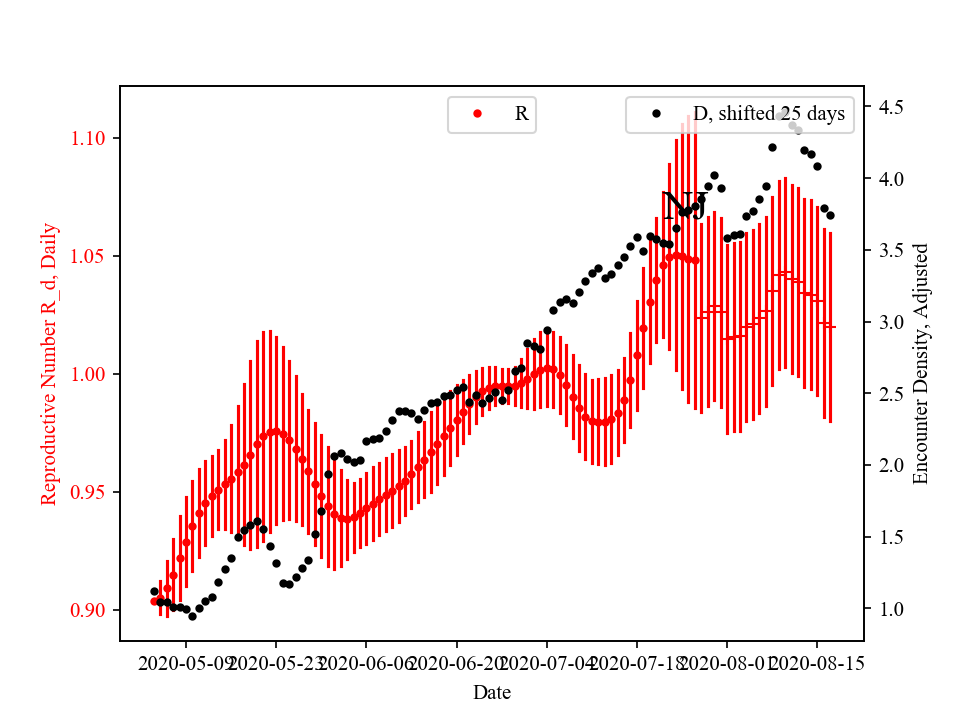 R
D, shifted 25 days
NJ
Reproductive Number R_d, Daily
1.10
1.05
1.00
0.95
0.90
4.5
4.0
3.5
3.0
2.5
2.0
1.5
1.0
Encounter Density, Adjusted
2020-05-09 2020-05-23 2020-06-06 2020-06-20 2020-07-04 2020-07-18 2020-08-01 2020-08-15
Date